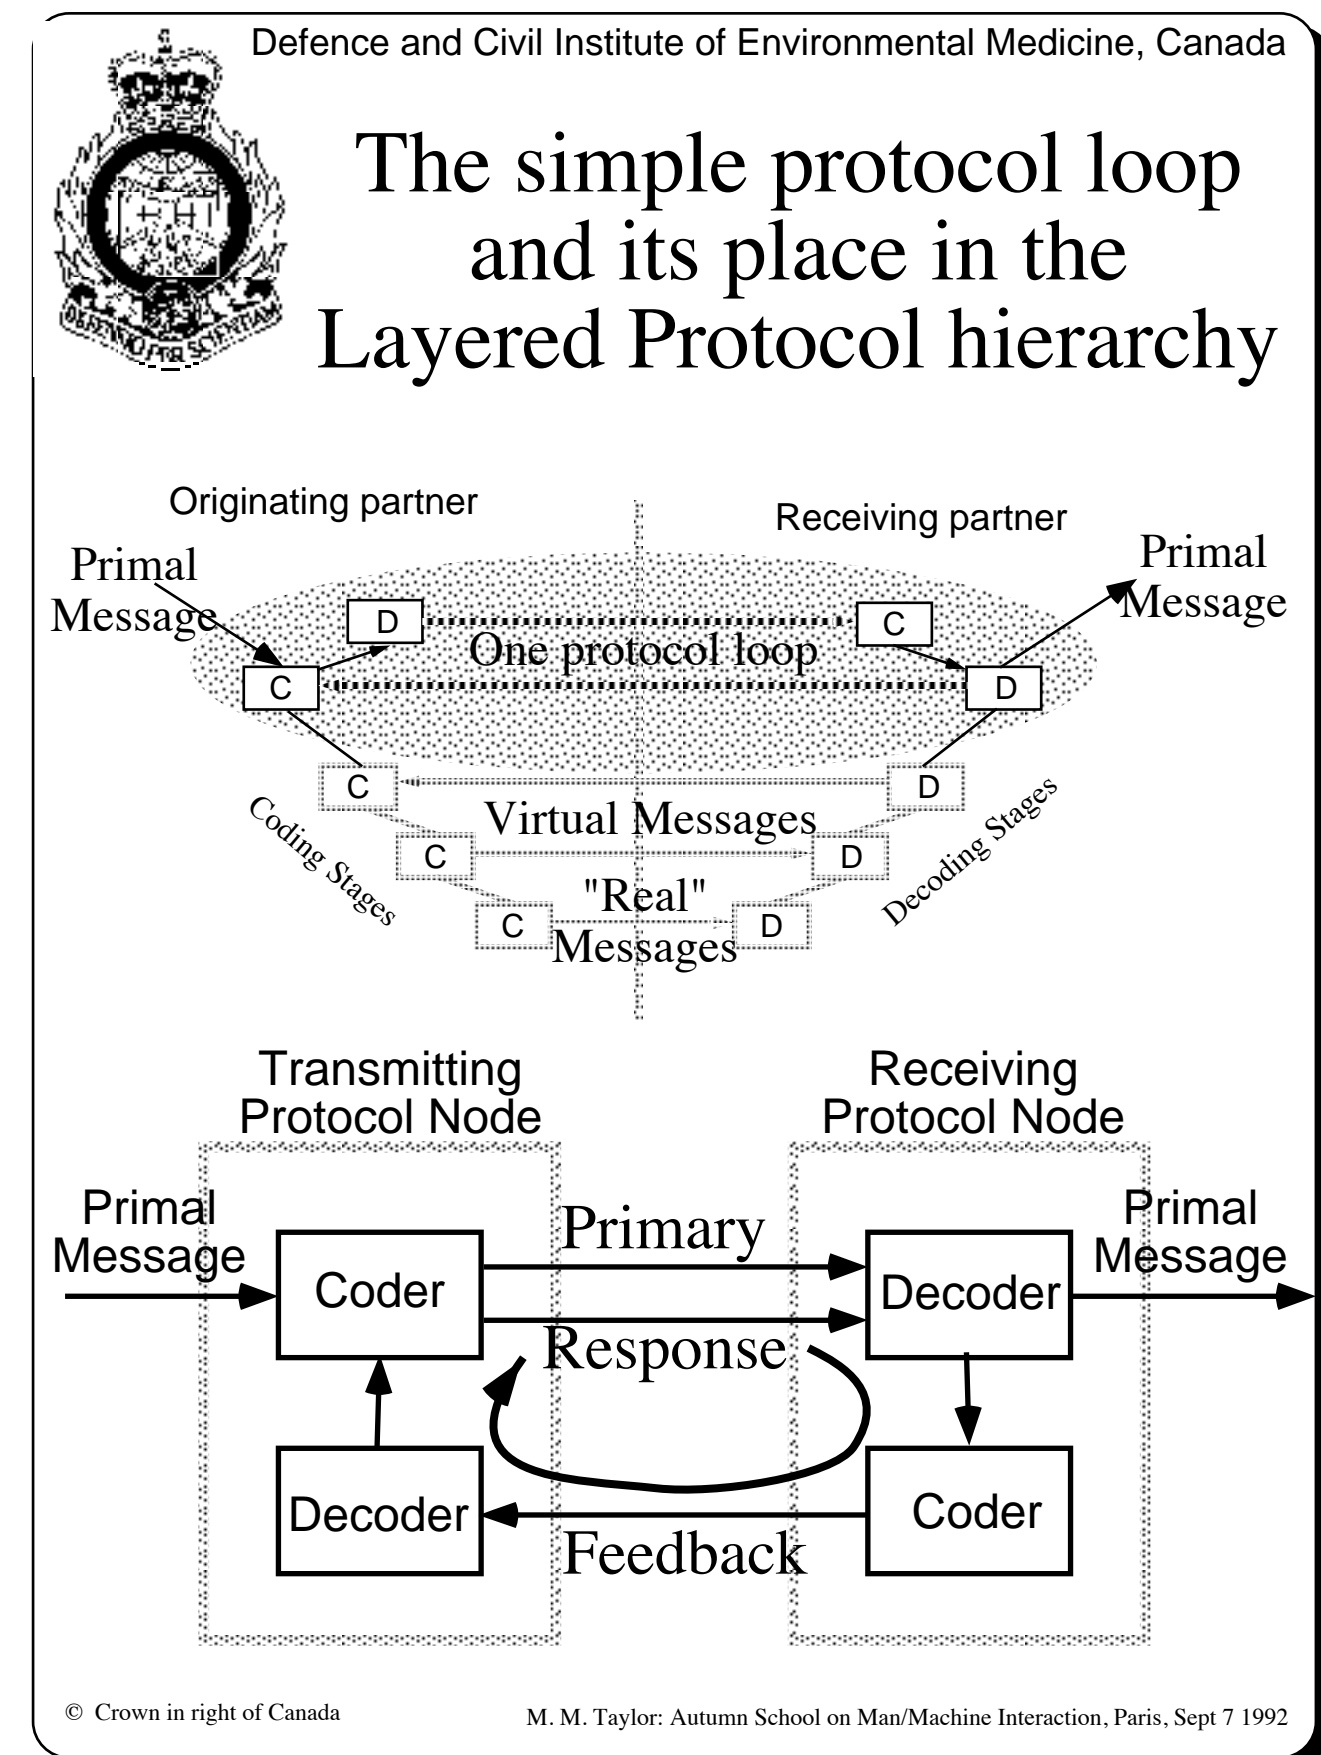 Defence and Civil Institute of Environmental Medicine, Canada
The simple protocol loop
and its place in the
Layered Protocol hierarchy
DEFENDO PER SCIENTIAM
Originating partner
Receiving partner
Primal
Message
Primal
Message
D
C
One protocol loop
C
D
C
D
Virtual Messages
Coding Stages
Decoding Stages
C
D
"Real"
Messages
C
D
Transmitting
Protocol Node
Receiving
Protocol Node
Primal
Message
Primal
Message
Primary
Coder
Decoder
Response
Decoder
Coder
Feedback
© Crown in right of Canada
M. M. Taylor: Autumn School on Man/Machine Interaction, Paris, Sept 7 1992